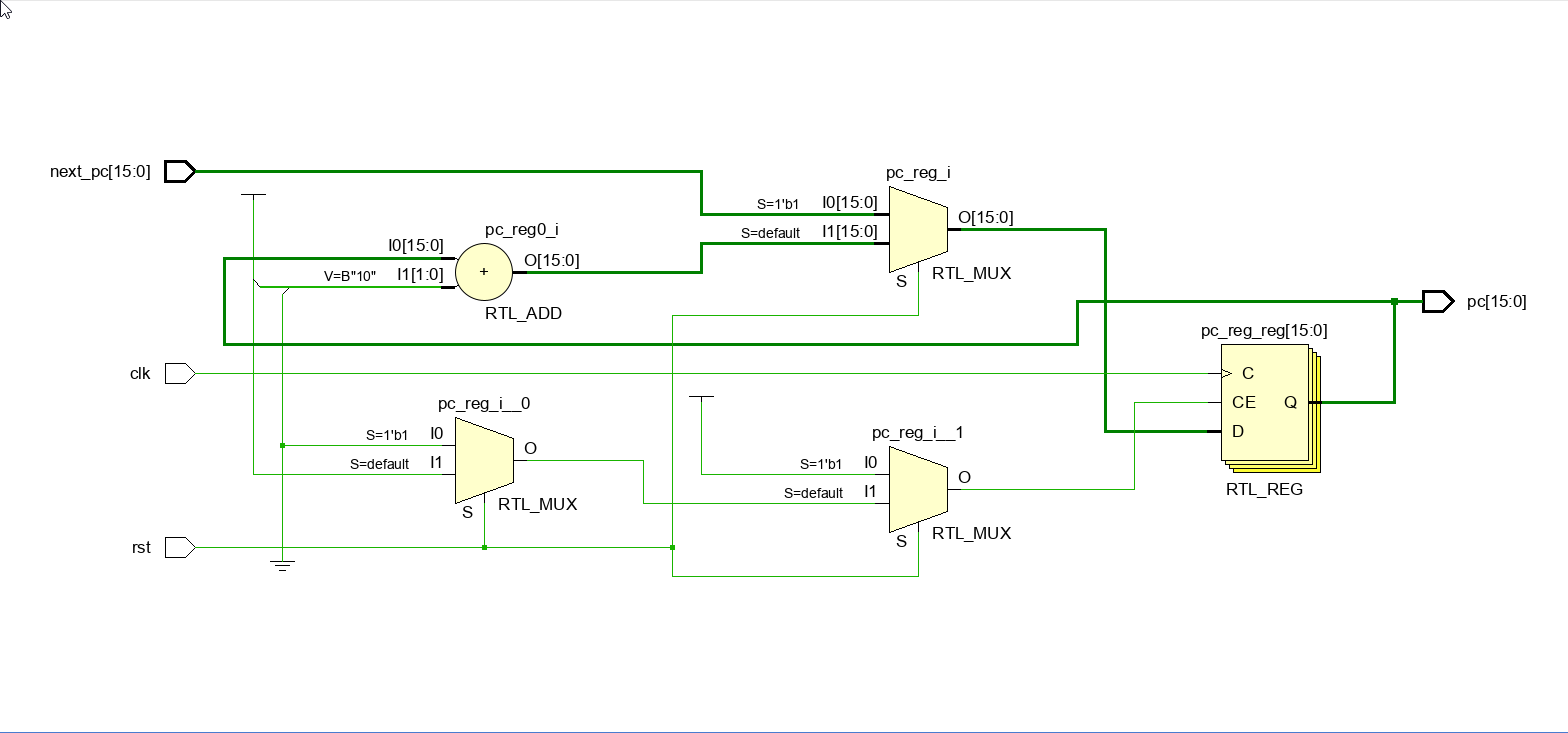 next_pc[15:0]
pc_reg_i
S=1'b1 I0[15:0]
S=default I1[15:0]
O[15:0]
S
RTL_MUX
pc_reg0_i
I0[15:0]
V=B"10" I1[1:0]
+
O[15:0]
RTL_ADD
pc[15:0]
clk
pc_reg_reg[15:0]
C
CE Q
D
RTL_REG
pc_reg_i__0
S=1'b1 I0
S=default I1
O
S
RTL_MUX
pc_reg_i__1
S=1'b1 I0
S=default I1
O
S
RTL_MUX
rst